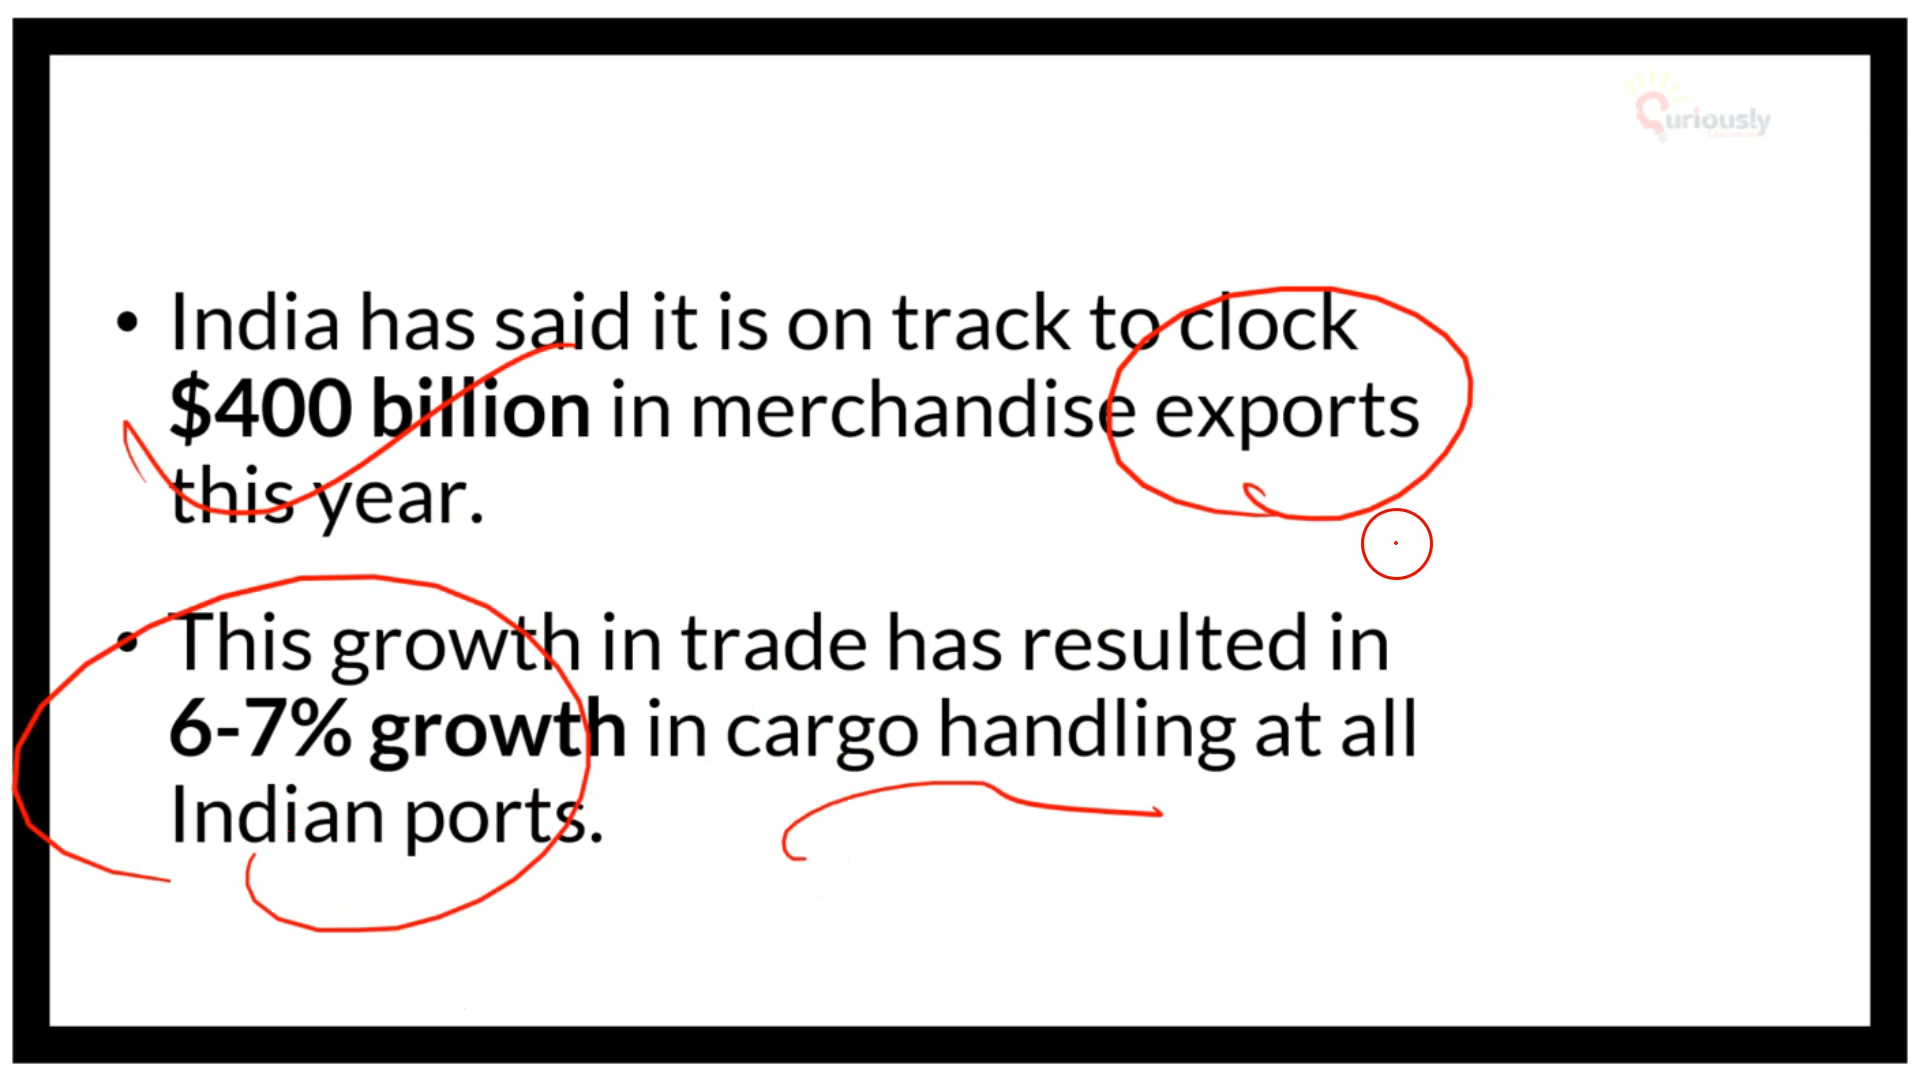 uriously
• India has said it is on track to clock
$400 billion in merchandise exports
this year.
• This growth in trade has resulted in
6-7% growth in cargo handling at all
Indian ports.